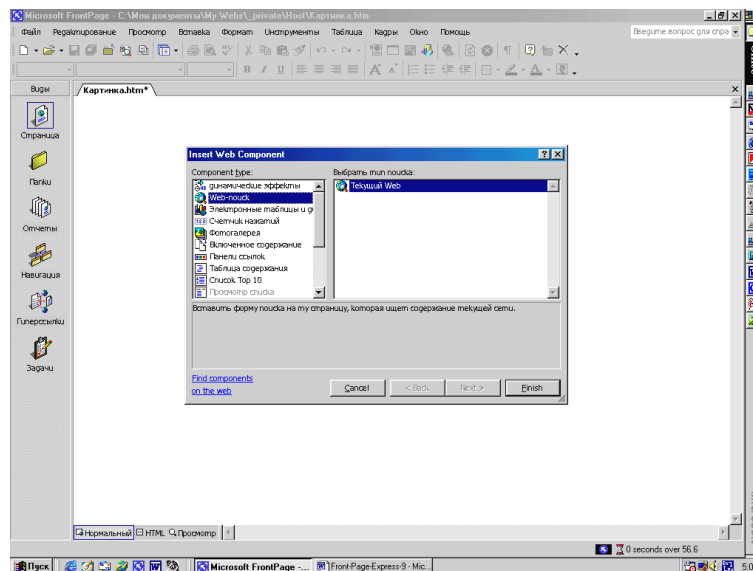 Microsoft FrontPage - C:\Мои документы\My Webs\_private\Host\Картинка.htm
Файл Редактирование Просмотр Вставка Формат Инструменты Таблица Кадры Окно Помощь
Введите вопрос для спра
Виды
Картинка.htm*
Страница
Папки
Отчеты
Навигация
Гиперссылки
Задачи
Insert Web Component
Component type:
Выбрать тип поиска:
динамические эффекты
Web-поиск
Электронные таблицы и д
Счетчик нажатий
Фотогалерея
Включенное содержание
Панели ссылок
Таблица содержания
Список Top 10
Просмотр списка
Текущий Web
Вставить форму поиска на ту страницу, которая ищет содержание текущей сети.
Find components
on the web
Cancel
< Back
Next >
Finish
Нормальный HTML Просмотр
0 seconds over 56.6
Пуск
Microsoft FrontPage -...
Front-Page-Express-9 - Mic...